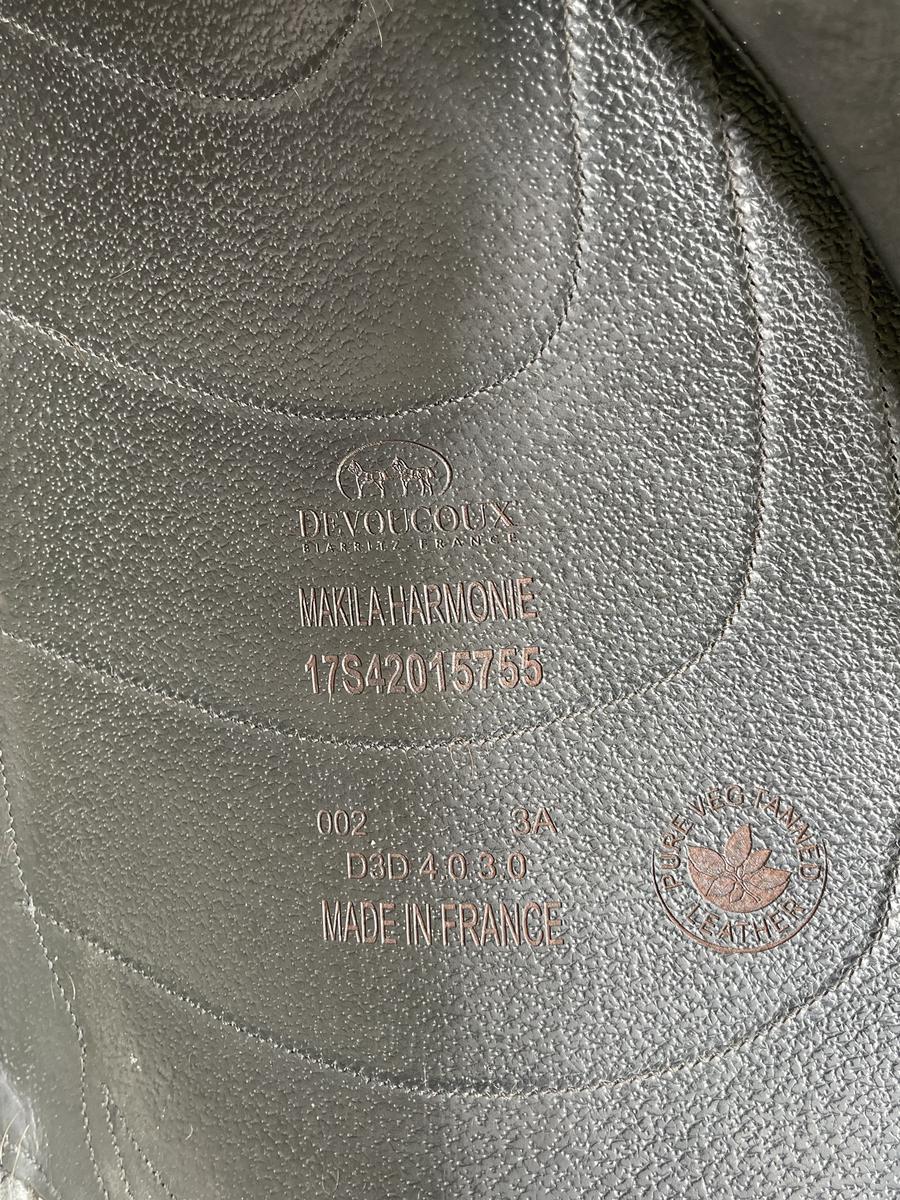 DEVOUCOUX
BIARRITZ, FRANCE
MAKILA HARMONIE
17S42015755
002 3A
D3D 4 0 3 0
MADE IN FRANCE
PURE VEG-TANNED LEATHER